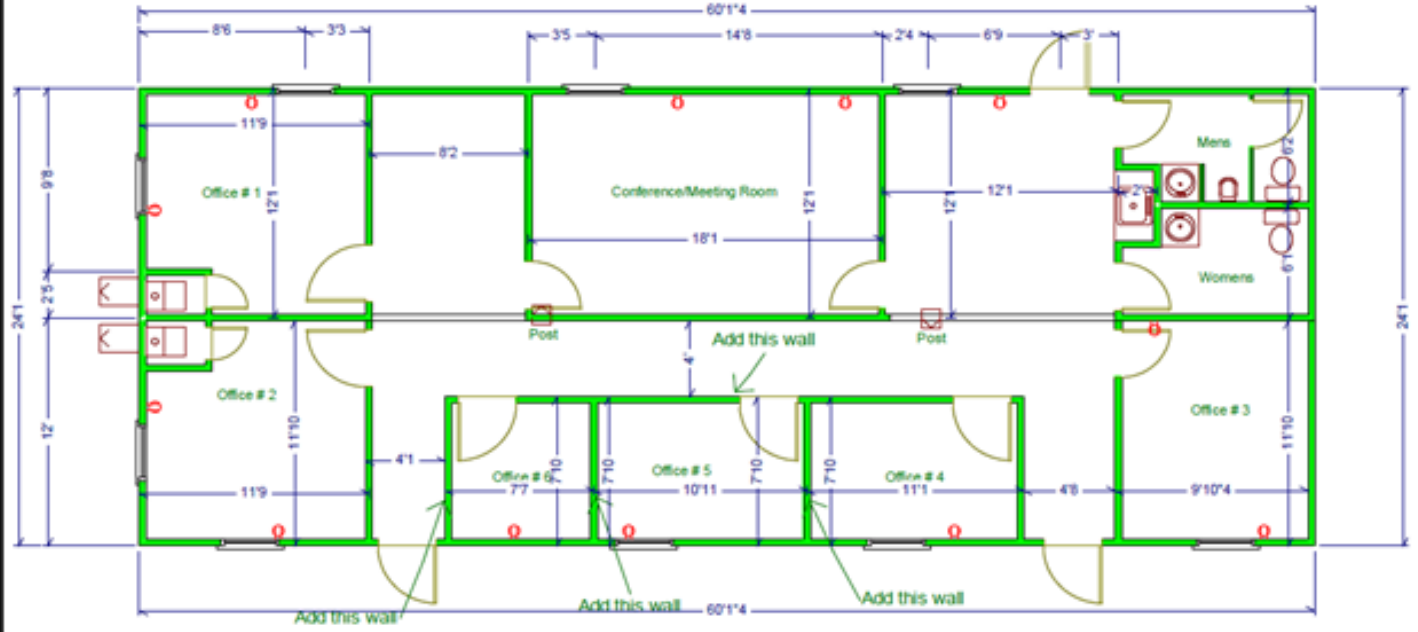 60'1"4
8'6
3'3
3'5
14'8
2'4
6'9
3'
11'9
8'2
Mens
6'2
9'8
Office # 1
12'1
Conference/Meeting Room
12'1
12'1
12'1
2'
18'1
6'1
Womens
2'5
24'1
24'1
Post
Add this wall
Post
4'
Office # 2
Office # 3
12'
11'10
11'10
4'1
Office # 6
7'10
7'10
Office # 5
7'10
7'10
Office # 4
11'9
7'7
10'11
11'1
4'8
9'10"4
Add this wall
Add this wall
Add this wall
60'1"4